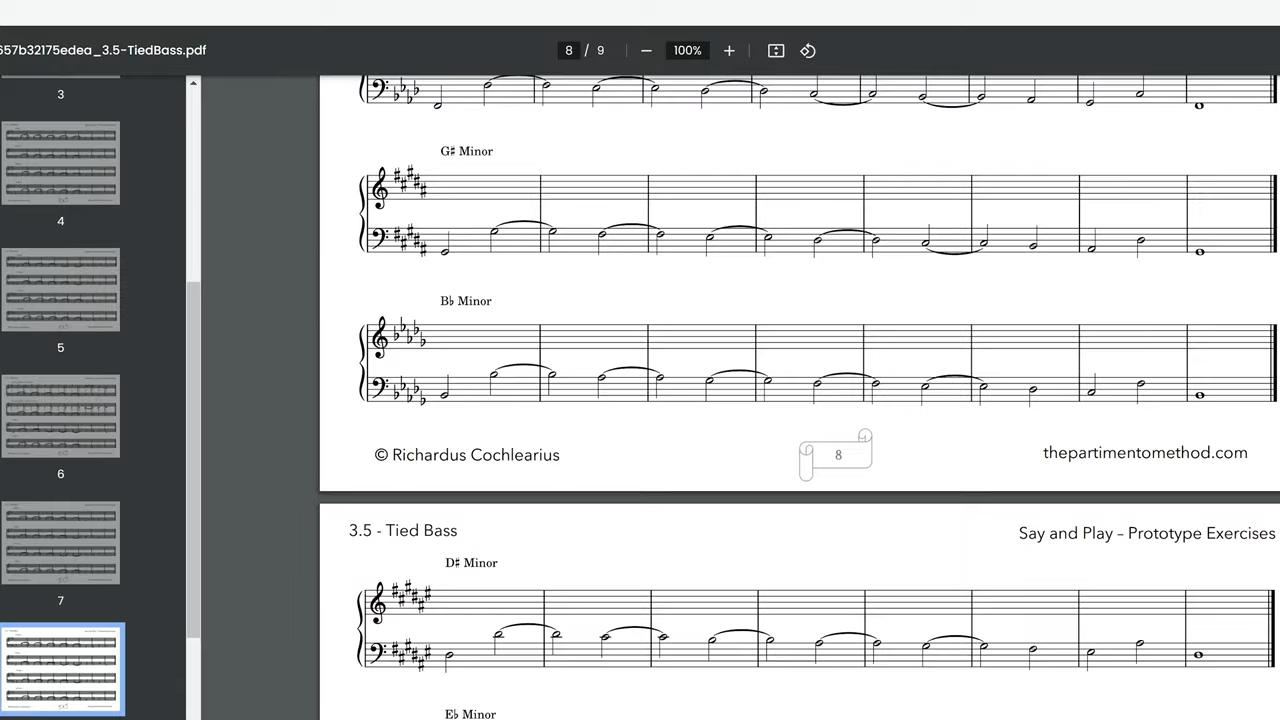 657b32175edea_3.5-TiedBass.pdf
8 / 9
100%
3
4
5
6
7
G♯ Minor
B♭ Minor
© Richardus Cochlearius
8
thepartimentomethod.com
3.5 - Tied Bass
Say and Play – Prototype Exercises
D♯ Minor
E♭ Minor